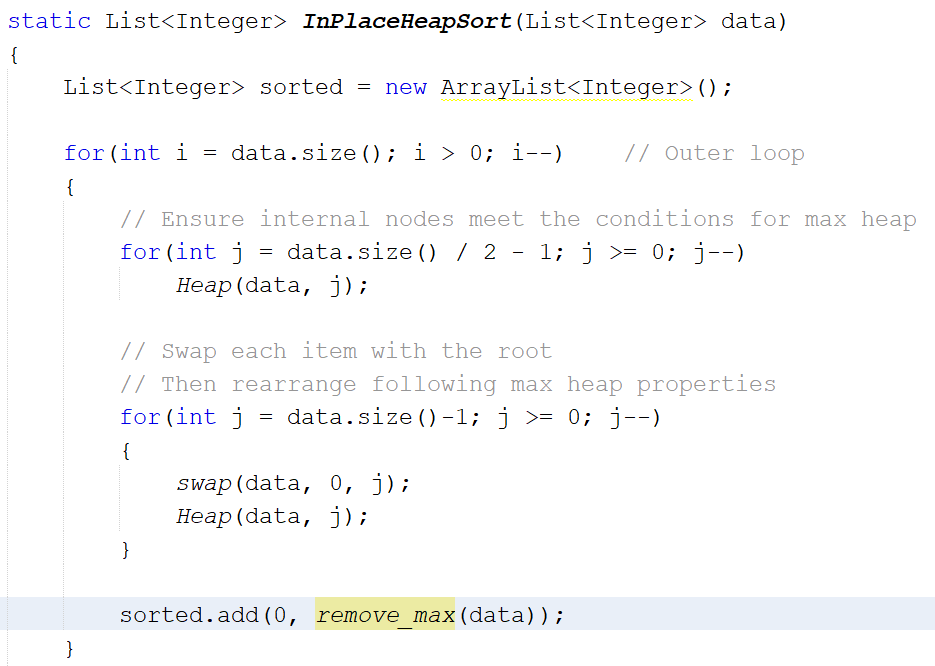 static List<Integer> InPlaceHeapSort(List<Integer> data)
{
List<Integer> sorted = new ArrayList<Integer>();
for(int i = data.size(); i > 0; i--) // Outer loop
{
// Ensure internal nodes meet the conditions for max heap
for(int j = data.size() / 2 - 1; j >= 0; j--)
Heap(data, j);
// Swap each item with the root
// Then rearrange following max heap properties
for(int j = data.size()-1; j >= 0; j--)
{
swap(data, 0, j);
Heap(data, j);
}
sorted.add(0, remove_max(data));
}